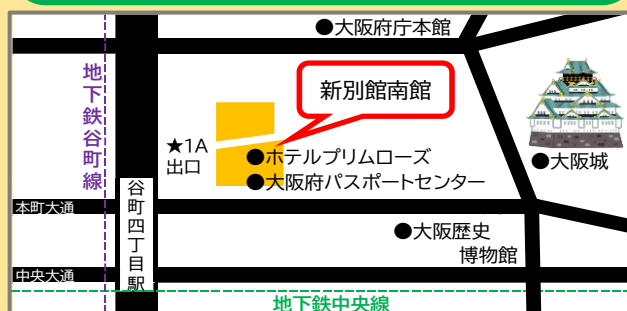 ●大阪府庁本館
地下鉄谷町線
新別館南館
★1A
出口
●ホテルプリムローズ
●大阪府パスポートセンター
●大阪城
谷町四丁目駅
本町大通
●大阪歴史
博物館
中央大通
地下鉄中央線